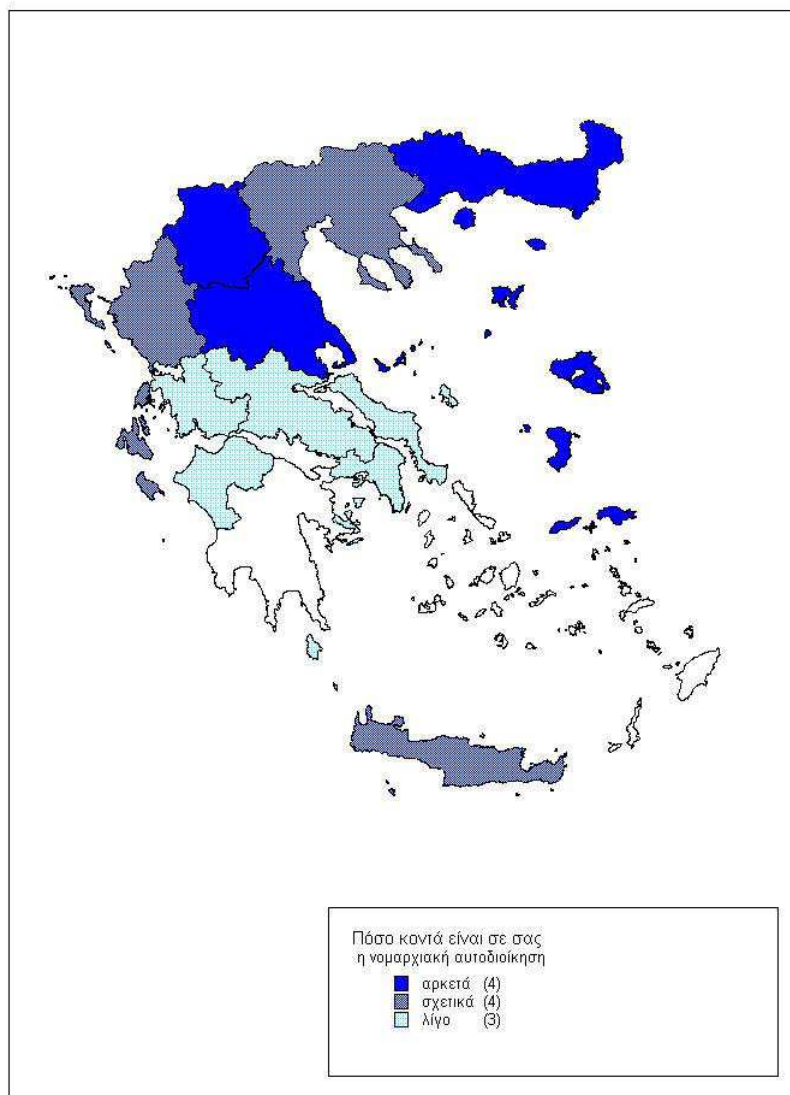 Πόσο κοντά είναι σε σας
η νομαρχιακή αυτοδιοίκηση
αρκετά (4)
σχετικά (4)
λίγο (3)